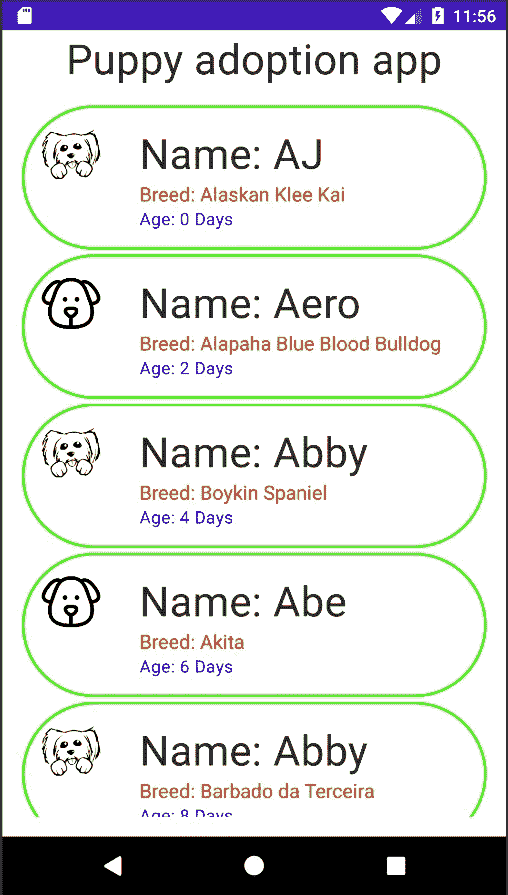 11:56
Puppy adoption app
Name: AJ
Breed: Alaskan Klee Kai
Age: 0 Days
Name: Aero
Breed: Alapaha Blue Blood Bulldog
Age: 2 Days
Name: Abby
Breed: Boykin Spaniel
Age: 4 Days
Name: Abe
Breed: Akita
Age: 6 Days
Name: Abby
Breed: Barbado da Terceira
Age: 8 Days